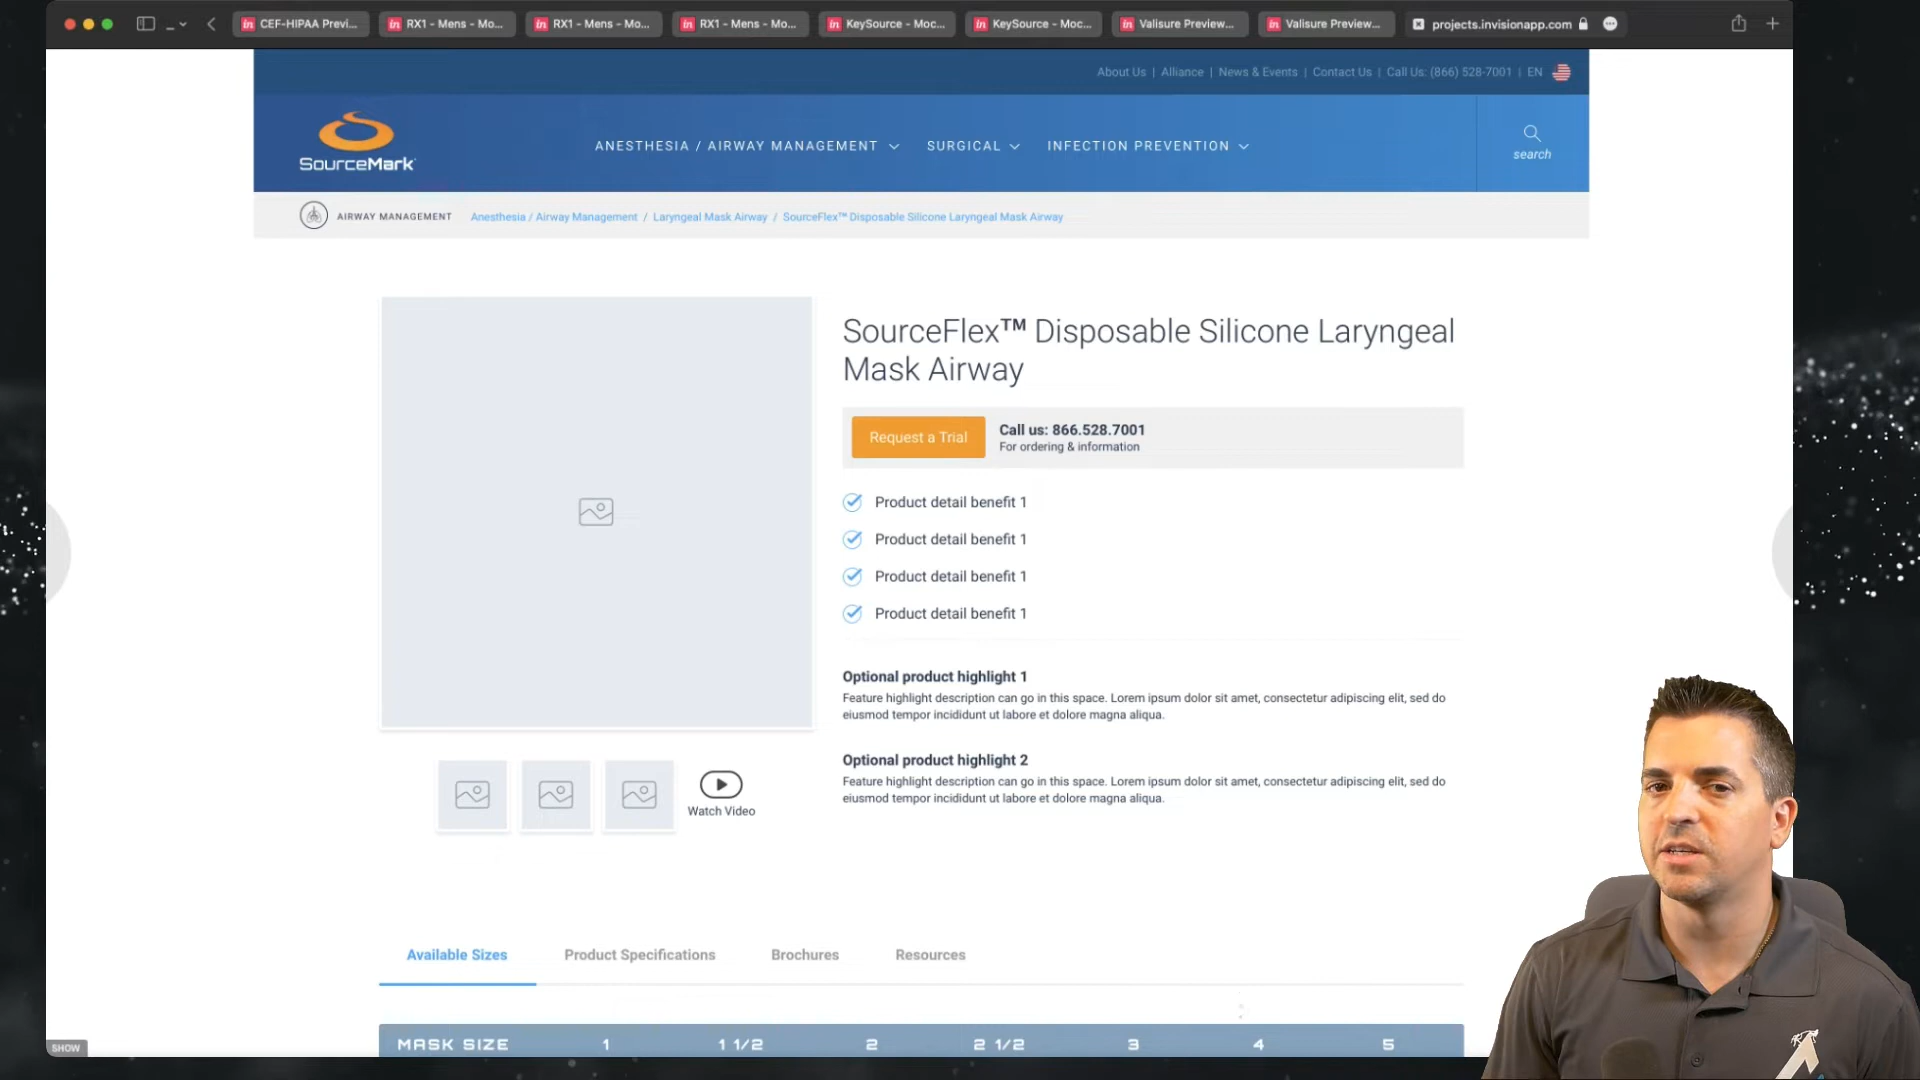 in CEF-HIPAA Previ...
in RX1 - Mens - Mo...
in RX1 - Mens - Mo...
in RX1 - Mens - Mo...
in KeySource - Moc...
in KeySource - Moc...
in Valisure Preview...
in Valisure Preview...
projects.invisionapp.com
About Us | Alliance | News & Events | Contact Us | Call Us: (866) 528-7001 | EN
SourceMark
ANESTHESIA / AIRWAY MANAGEMENT
SURGICAL
INFECTION PREVENTION
search
AIRWAY MANAGEMENT
Anesthesia / Airway Management / Laryngeal Mask Airway / SourceFlex™ Disposable Silicone Laryngeal Mask Airway
SourceFlex™ Disposable Silicone Laryngeal
Mask Airway
Request a Trial
Call us: 866.528.7001
For ordering & information
Product detail benefit 1
Product detail benefit 1
Product detail benefit 1
Product detail benefit 1
Optional product highlight 1
Feature highlight description can go in this space. Lorem ipsum dolor sit amet, consectetur adipiscing elit, sed do
eiusmod tempor incididunt ut labore et dolore magna aliqua.
Optional product highlight 2
Feature highlight description can go in this space. Lorem ipsum dolor sit amet, consectetur adipiscing elit, sed do
eiusmod tempor incididunt ut labore et dolore magna aliqua.
Watch Video
Available Sizes
Product Specifications
Brochures
Resources
MASK SIZE 1 1 1/2 2 2 1/2 3 4 5
SHOW